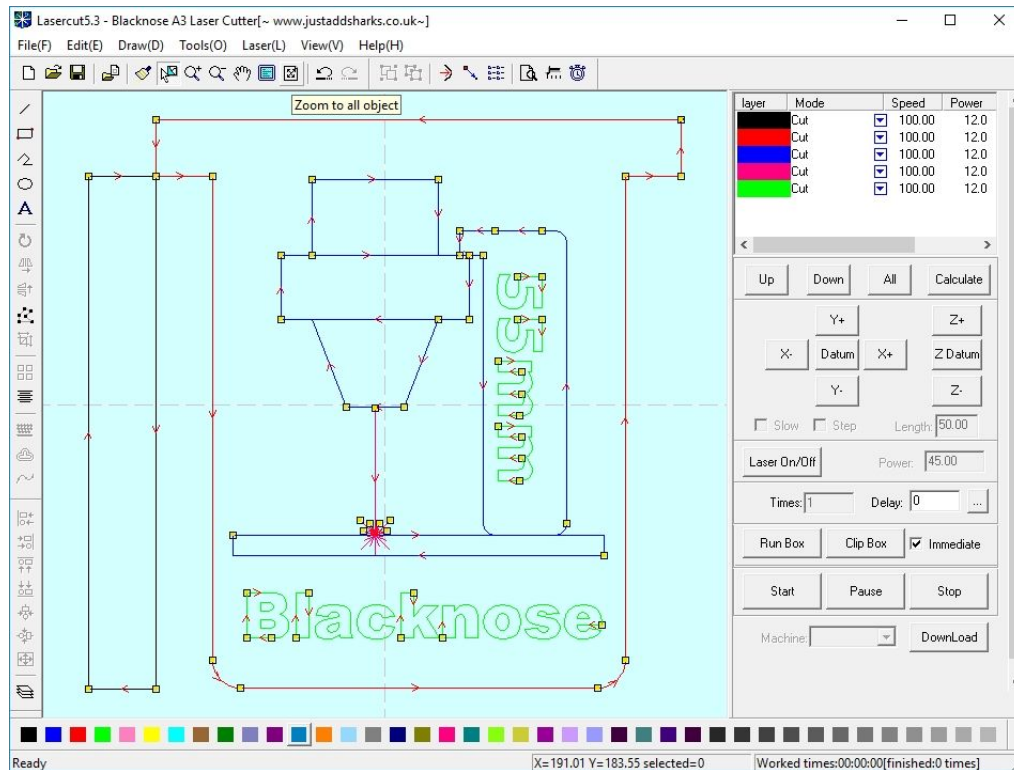 Lasercut5.3 - Blacknose A3 Laser Cutter[~ www.justaddsharks.co.uk~]
File(F) Edit(E) Draw(D) Tools(O) Laser(L) View(V) Help(H)
A
Zoom to all object
layer Mode Speed Power
Cut 100.00 12.0
Cut 100.00 12.0
Cut 100.00 12.0
Cut 100.00 12.0
Cut 100.00 12.0
Up Down All Calculate
Y+ Z+
X- Datum X+ Z Datum
Y- Z-
Slow Step Length: 50.00
Laser On/Off Power: 45.00
Times: 1 Delay: 0 ...
Run Box Clip Box Immediate
Start Pause Stop
Machine: DownLoad
55mm
Blacknose
Ready X=191.01 Y=183.55 selected=0 Worked times:00:00:00[finished:0 times]